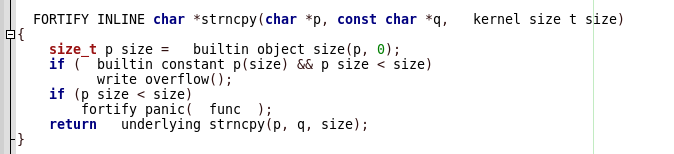 FORTIFY INLINE char *strncpy(char *p, const char *q, kernel size t size)
{
size_t p size = builtin object size(p, 0);
if ( builtin constant p(size) && p size < size)
write overflow();
if (p size < size)
fortify panic( func );
return underlying strncpy(p, q, size);
}